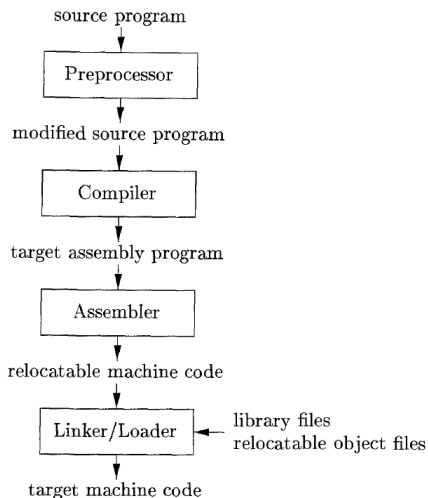 source program
Preprocessor
modified source program
Compiler
target assembly program
Assembler
relocatable machine code
Linker/Loader
library files
relocatable object files
target machine code